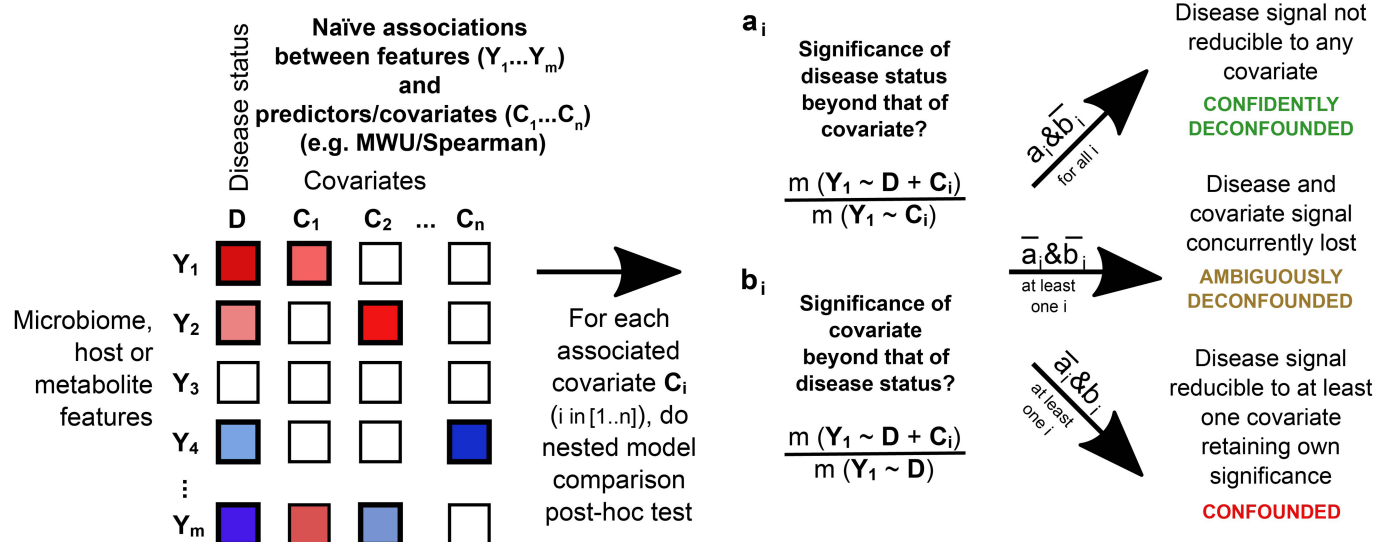 Disease status
Naïve associations
between features (Y1...Ym)
and
predictors/covariates (C1...Cn)
(e.g. MWU/Spearman)
Covariates
D C1 C2 ... Cn
Microbiome,
host or
metabolite
features
Y1
Y2
Y3
Y4
⋮
Ym
For each
associated
covariate Ci
(i in [1..n]), do
nested model
comparison
post-hoc test
ai
Significance of
disease status
beyond that of
covariate?
m (Y1 ~ D + Ci)
m (Y1 ~ Ci)
bi
Significance of
covariate
beyond that of
disease status?
m (Y1 ~ D + Ci)
m (Y1 ~ D)
ai&b̅i
for all i
Disease signal not
reducible to any
covariate
CONFIDENTLY
DECONFOUNDED
a̅i&b̅i
at least
one i
Disease and
covariate signal
concurrently lost
AMBIGUOUSLY
DECONFOUNDED
a̅i&bi
at least
one i
Disease signal
reducible to at least
one covariate
retaining own
significance
CONFOUNDED